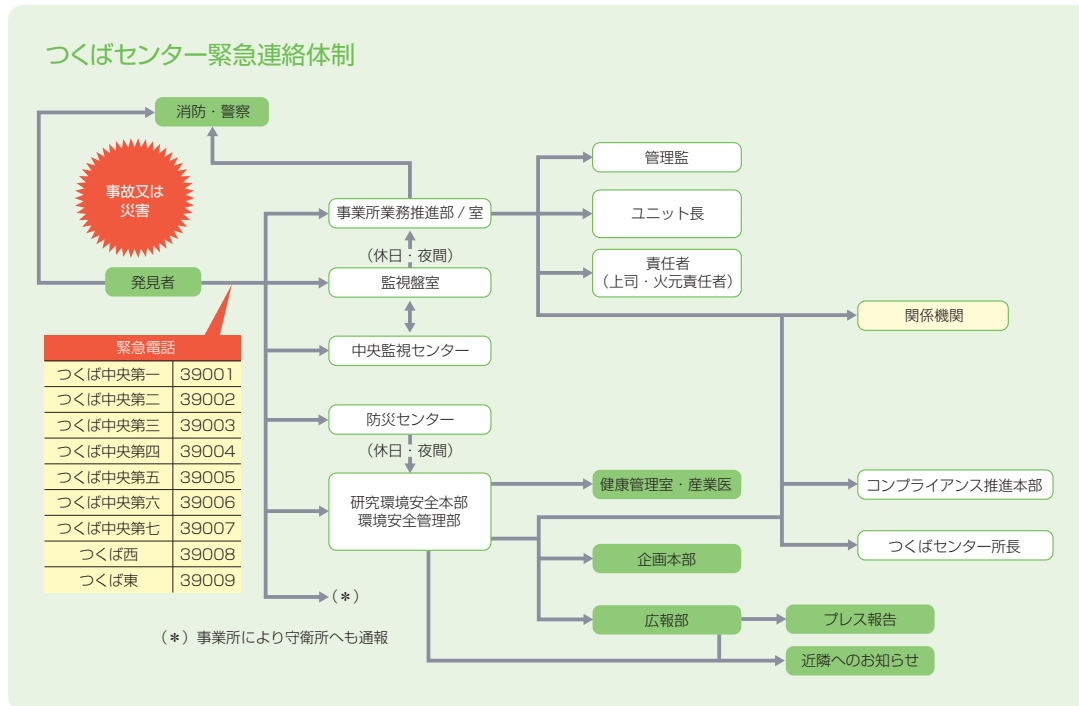 つくばセンター緊急連絡体制
消防・警察
事故又は
災害
発見者
緊急電話
つくば中央第一 39001
つくば中央第二 39002
つくば中央第三 39003
つくば中央第四 39004
つくば中央第五 39005
つくば中央第六 39006
つくば中央第七 39007
つくば西 39008
つくば東 39009
事業所業務推進部 / 室
(休日・夜間)
監視盤室
中央監視センター
防災センター
(休日・夜間)
研究環境安全本部
環境安全管理部
(*)
(*)事業所により守衛所へも通報
管理監
ユニット長
責任者
(上司・火元責任者)
関係機関
健康管理室・産業医
コンプライアンス推進本部
つくばセンター所長
企画本部
広報部
プレス報告
近隣へのお知らせ